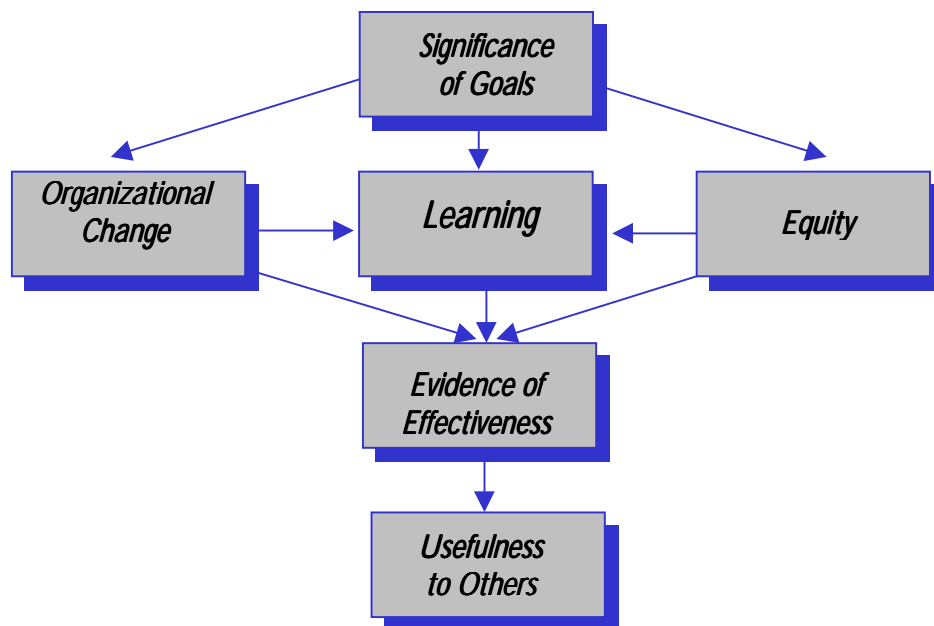 Significance
of Goals
Organizational
Change
Learning
Equity
Evidence of
Effectiveness
Usefulness
to Others